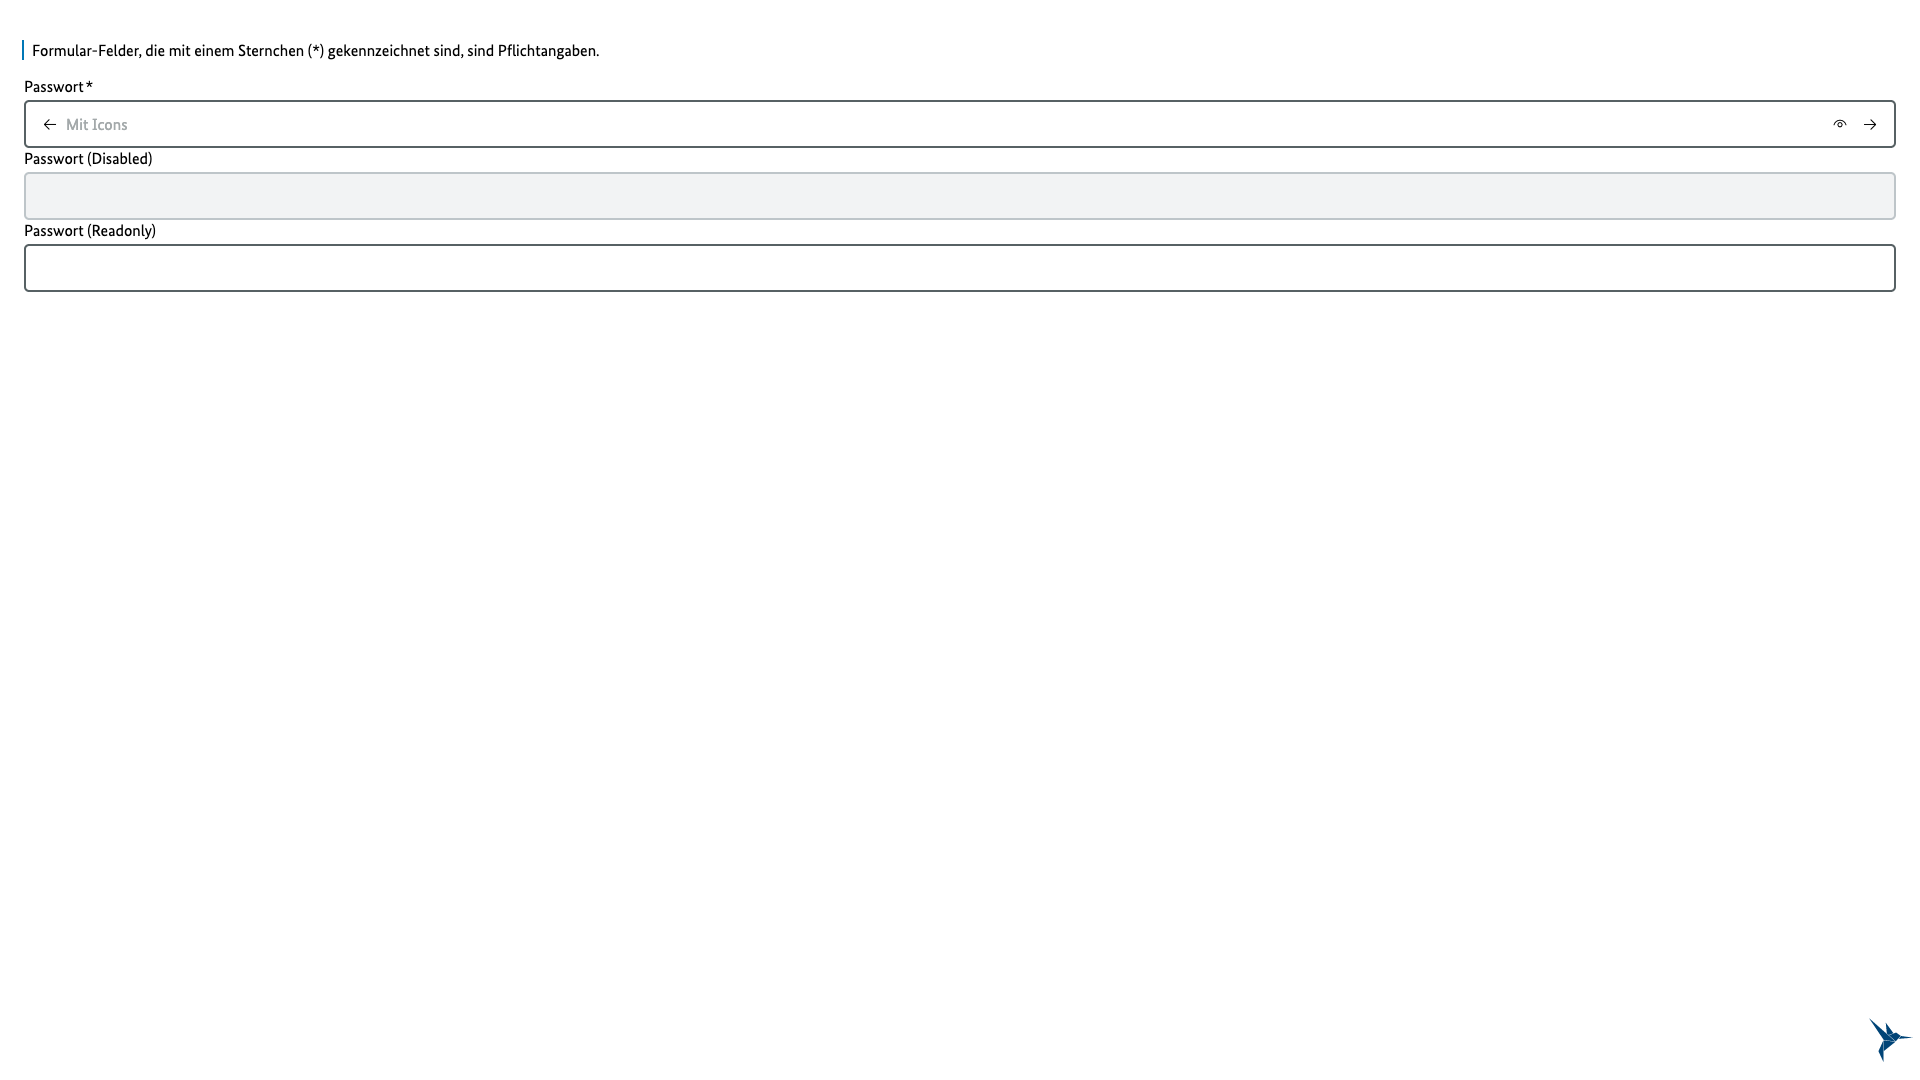 Formular-Felder, die mit einem Sternchen (*) gekennzeichnet sind, sind Pflichtangaben.
Passwort*
Mit Icons
Passwort (Disabled)
Passwort (Readonly)